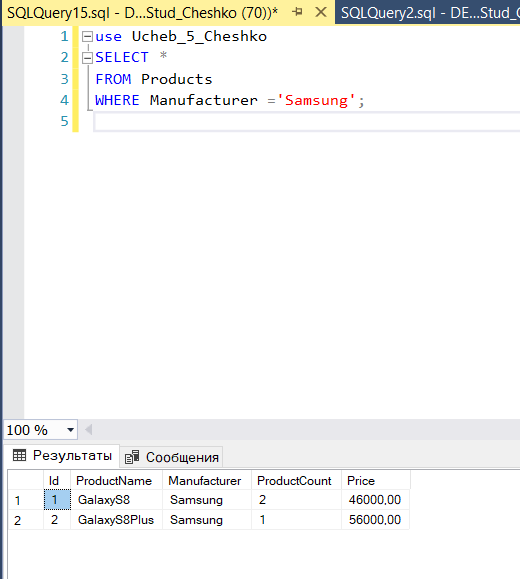 SQLQuery15.sql - D...Stud_Cheshko (70))* SQLQuery2.sql - DE...Stud_C
1 use Ucheb_5_Cheshko
2 SELECT *
3 FROM Products
4 WHERE Manufacturer ='Samsung';
5
100 %
Результаты Сообщения
Id ProductName Manufacturer ProductCount Price
1 1 GalaxyS8 Samsung 2 46000,00
2 2 GalaxyS8Plus Samsung 1 56000,00